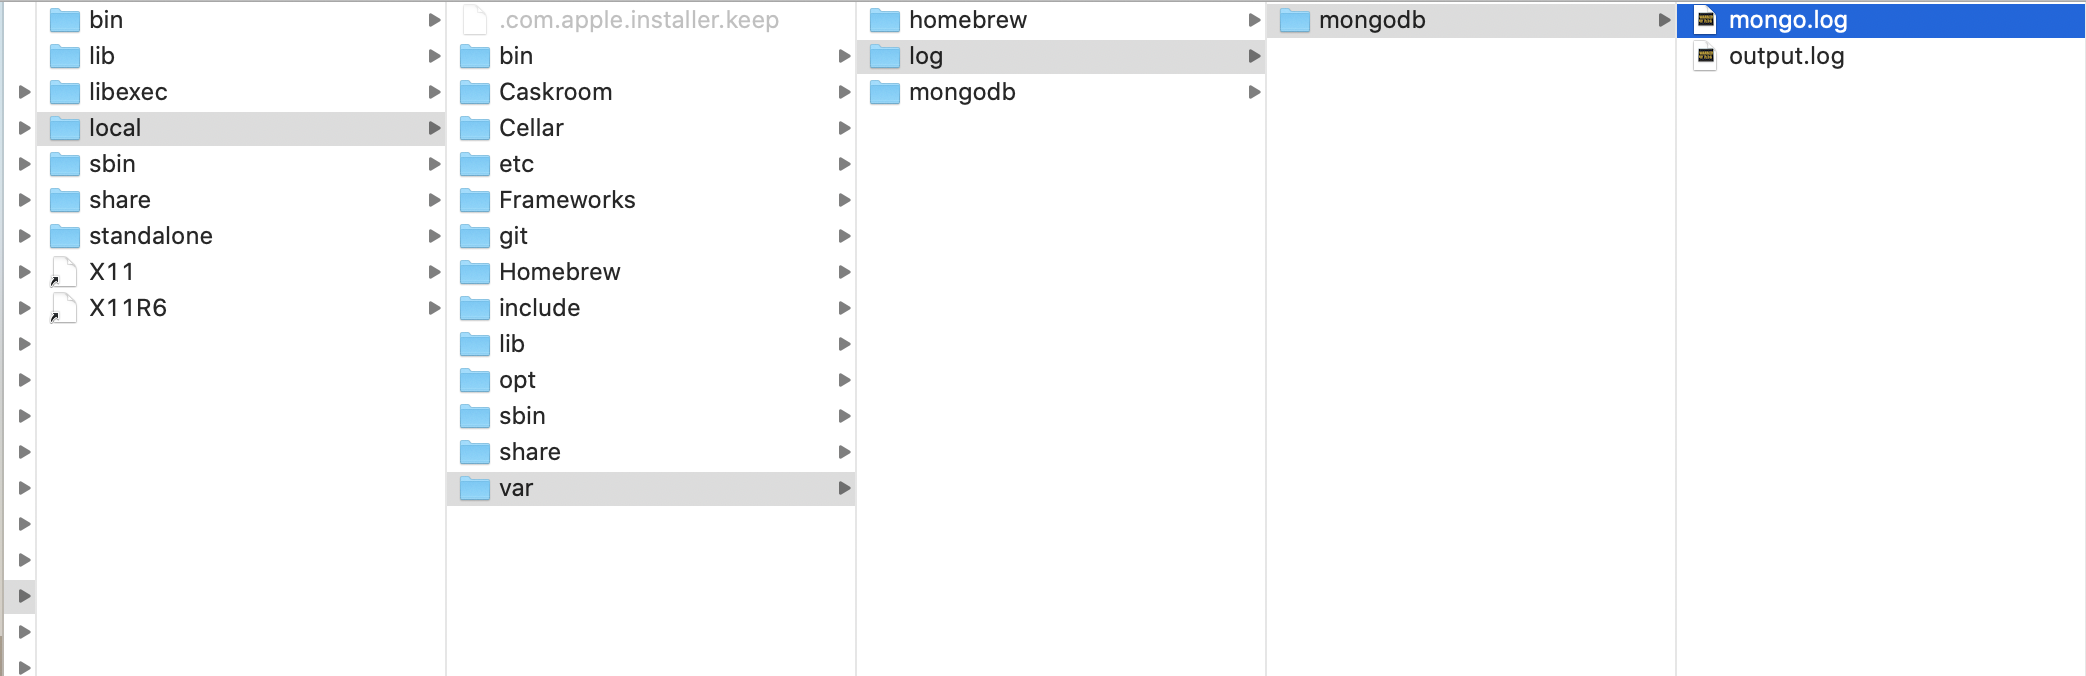 bin
lib
libexec
local
sbin
share
standalone
X11
X11R6
.com.apple.installer.keep
bin
Caskroom
Cellar
etc
Frameworks
git
Homebrew
include
lib
opt
sbin
share
var
homebrew
log
mongodb
mongodb
mongo.log
output.log